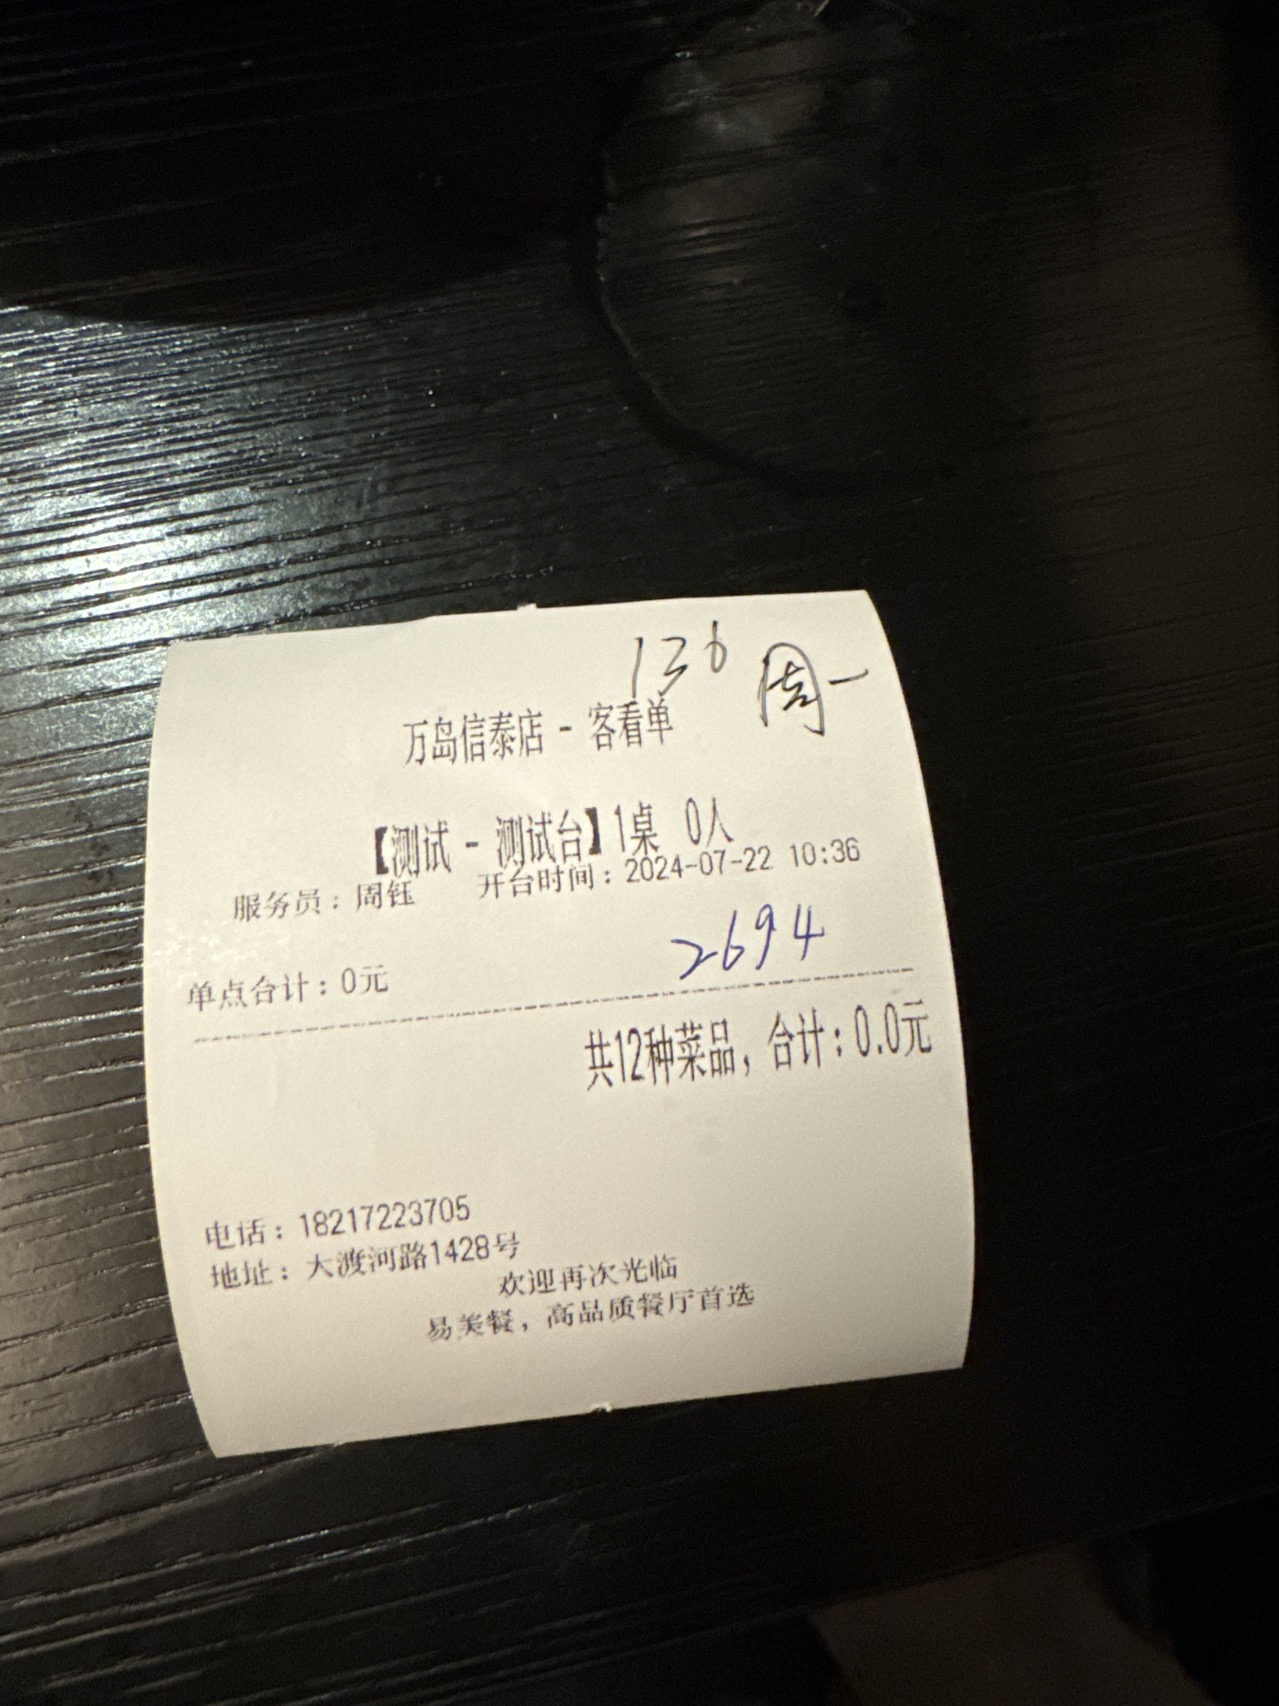 136 周一
万岛信泰店 - 客看单
【测试 - 测试台】1桌 0人
服务员：周钰 开台时间：2024-07-22 10:36
2694
单点合计：0元
共12种菜品，合计：0.0元
电话：18217223705
地址：大渡河路1428号
欢迎再次光临
易美餐，高品质餐厅首选